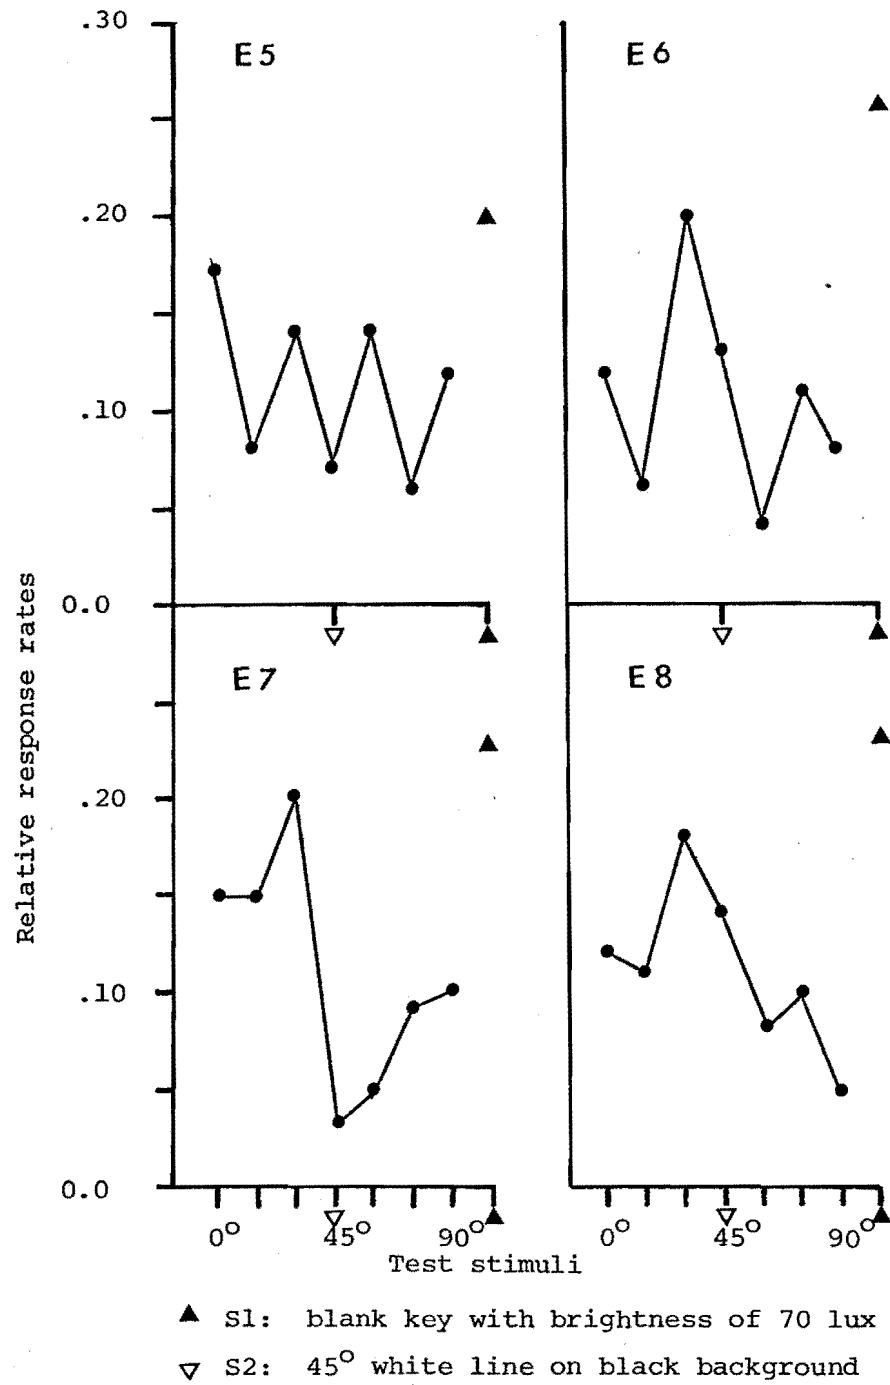 .30
E5
E6
.20
.10
0.0
E7
E8
.20
.10
0.0
Relative response rates
0° 45° 90° 0° 45° 90°
Test stimuli
▲ S1: blank key with brightness of 70 lux
▽ S2: 45° white line on black background